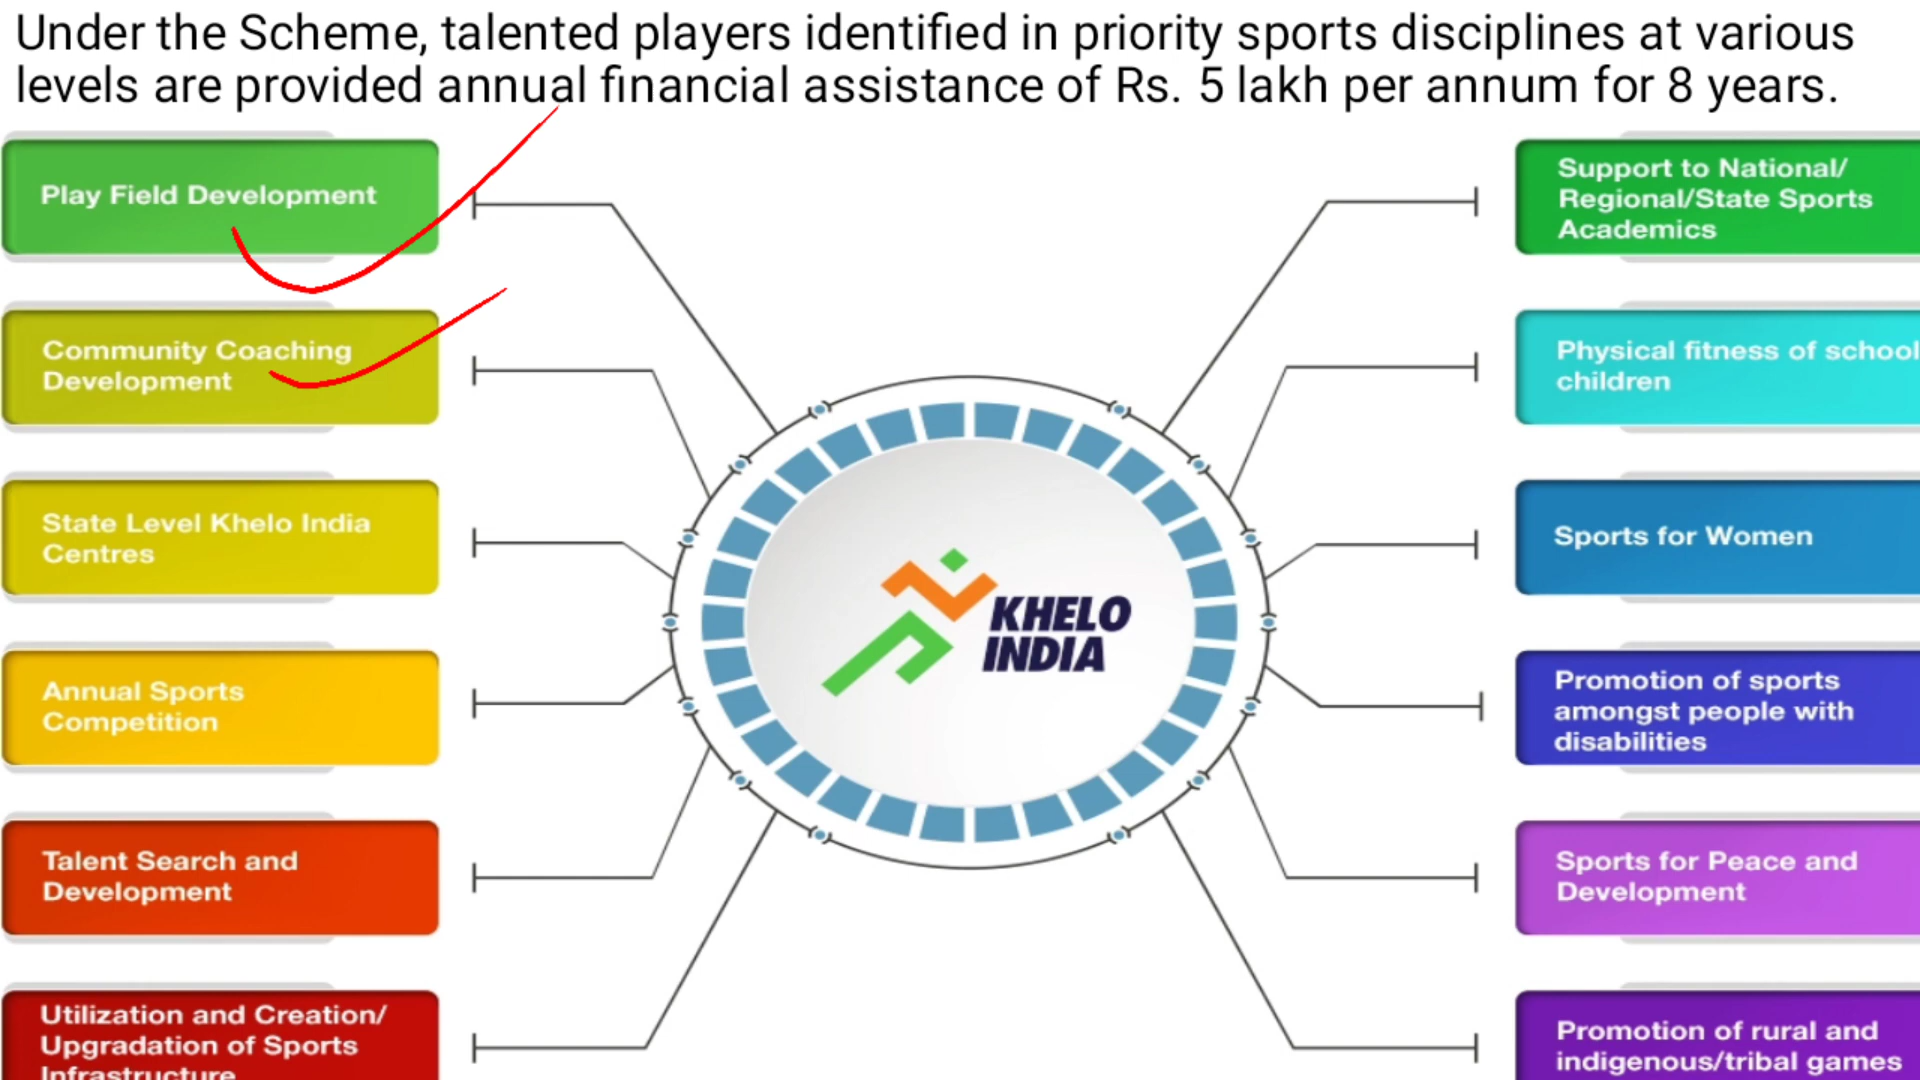 Under the Scheme, talented players identified in priority sports disciplines at various
levels are provided annual financial assistance of Rs. 5 lakh per annum for 8 years.
Play Field Development
Community Coaching
Development
State Level Khelo India
Centres
Annual Sports
Competition
Talent Search and
Development
Utilization and Creation/
Upgradation of Sports
Infrastructure
KHELO
INDIA
Support to National/
Regional/State Sports
Academics
Physical fitness of school
children
Sports for Women
Promotion of sports
amongst people with
disabilities
Sports for Peace and
Development
Promotion of rural and
indigenous/tribal games